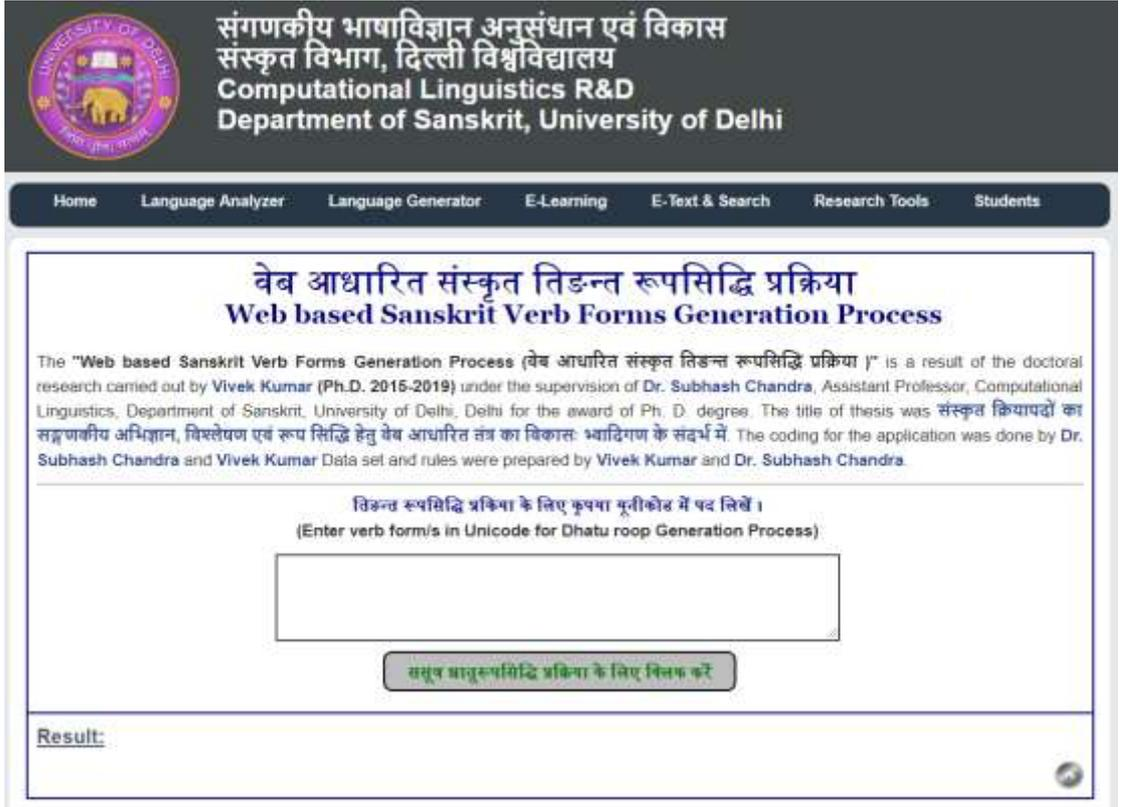 UNIVERSITY OF DELHI
संगणकीय भाषाविज्ञान अनुसंधान एवं विकास
संस्कृत विभाग, दिल्ली विश्वविद्यालय
Computational Linguistics R&D
Department of Sanskrit, University of Delhi
Home Language Analyzer Language Generator E-Learning E-Text & Search Research Tools Students
वेब आधारित संस्कृत तिङन्त रूपसिद्धि प्रक्रिया
Web based Sanskrit Verb Forms Generation Process
The "Web based Sanskrit Verb Forms Generation Process (वेब आधारित संस्कृत तिङन्त रूपसिद्धि प्रक्रिया )" is a result of the doctoral
research carried out by Vivek Kumar (Ph.D. 2015-2019) under the supervision of Dr. Subhash Chandra, Assistant Professor, Computational
Linguistics, Department of Sanskrit, University of Delhi, Delhi for the award of Ph. D. degree. The title of thesis was संस्कृत क्रियापदों का
सङ्गणकीय अभिज्ञान, विश्लेषण एवं रूप सिद्धि हेतु वेब आधारित तंत्र का विकासः भ्वादिगण के संदर्भ में. The coding for the application was done by Dr.
Subhash Chandra and Vivek Kumar Data set and rules were prepared by Vivek Kumar and Dr. Subhash Chandra.
तिङन्त रूपसिद्धि प्रक्रिया के लिए कृपया यूनीकोड में पद लिखें ।
(Enter verb form/s in Unicode for Dhatu roop Generation Process)
ससूत्र धातुरूपसिद्धि प्रक्रिया के लिए क्लिक करें
Result: